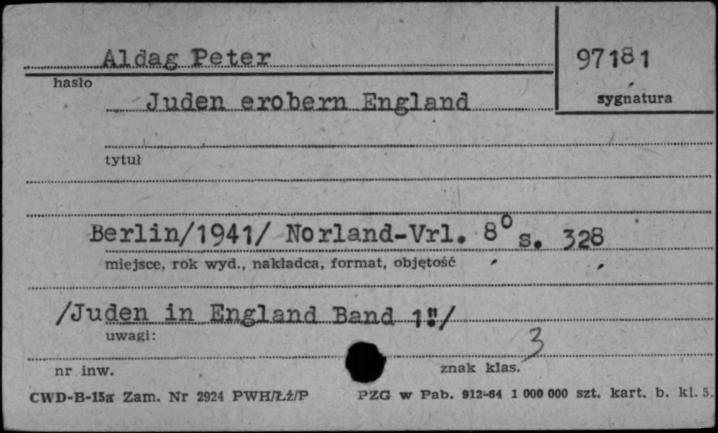 Aldag Peter
97181
hasło
sygnatura
Juden erobern England
tytuł
Berlin/1941/ Norland-Vrl. 8° s. 328
miejsce, rok wyd., nakładca, format, objętość
/Juden in England Band 1"/
uwagi:
3
nr inw.
znak klas.
CWD-B-15a Zam. Nr 2924 PWH/Łż/P
PZG w Pab. 912-64 1 000 000 szt. kart. b. kl. 5.